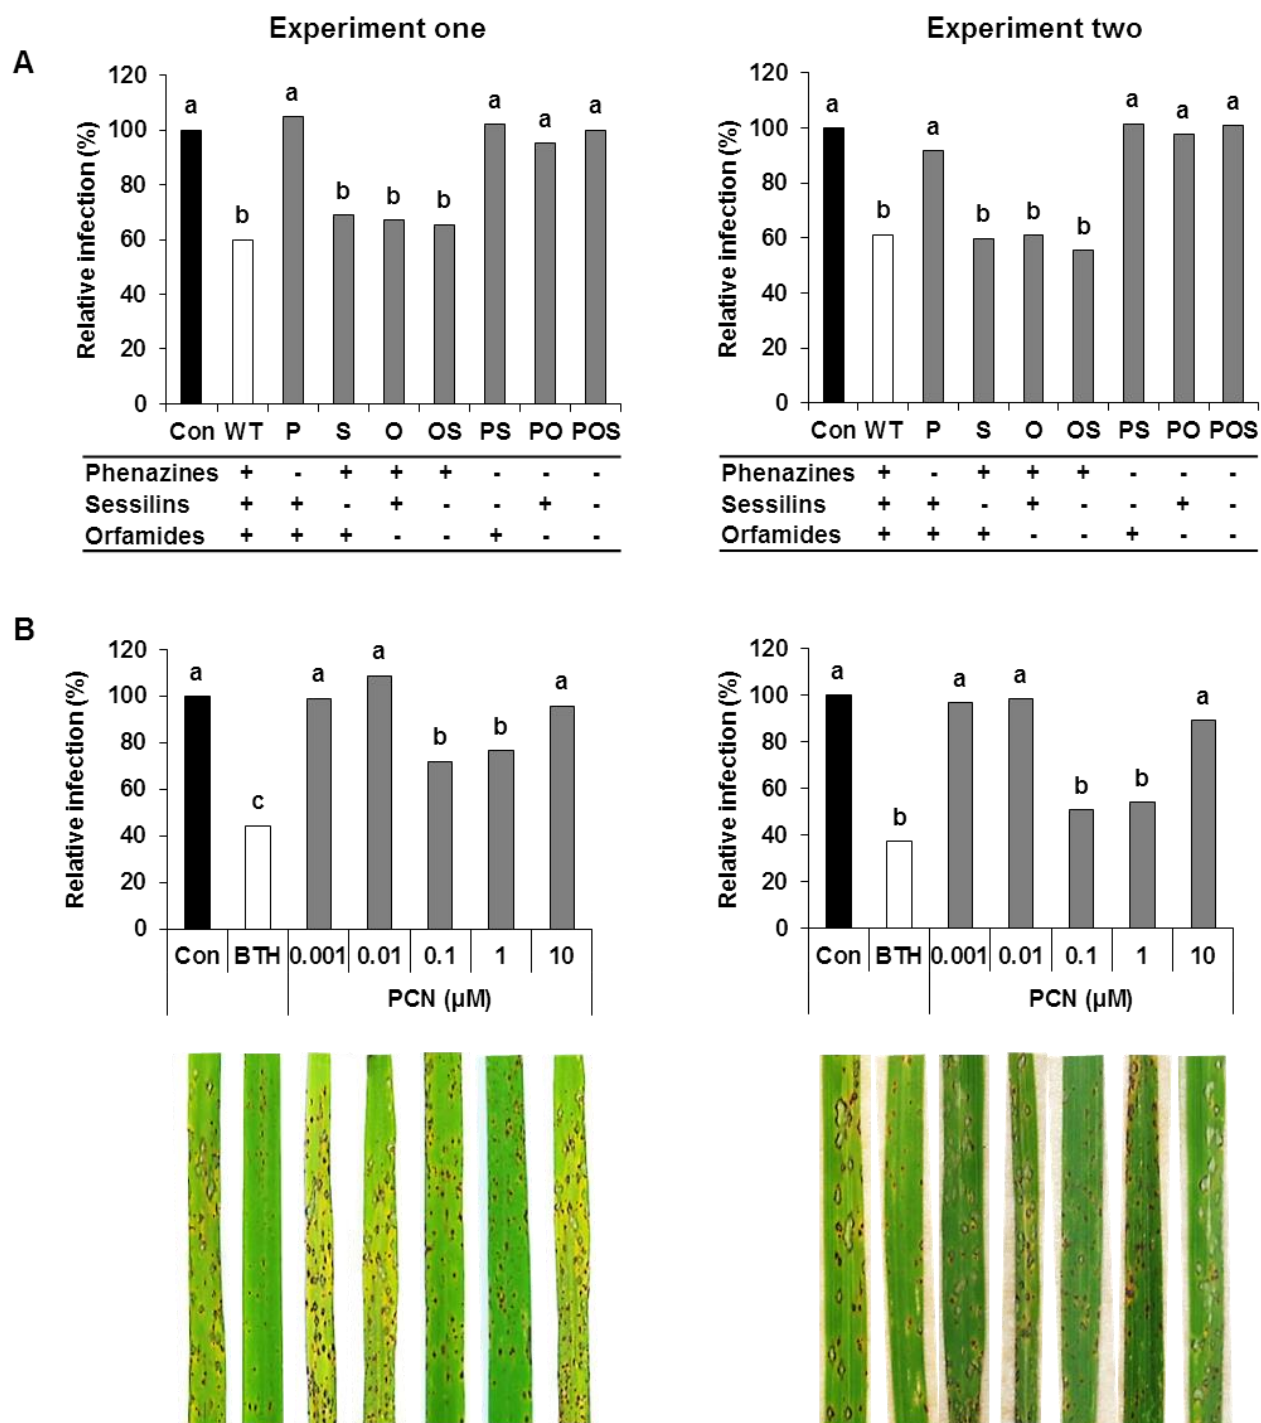 Experiment one
Experiment two
A
120
100
80
60
40
20
0
Relative infection (%)
a b a b b b a a a
Con WT P S O OS PS PO POS
Phenazines + - + + + - - -
Sessilins + + - + - - + -
Orfamides + + + - - + - -
120
100
80
60
40
20
0
Relative infection (%)
a b a b b b a a a
Con WT P S O OS PS PO POS
Phenazines + - + + + - - -
Sessilins + + - + - - + -
Orfamides + + + - - + - -
B
120
100
80
60
40
20
0
Relative infection (%)
a c a a b b a
Con BTH 0.001 0.01 0.1 1 10
PCN (µM)
120
100
80
60
40
20
0
Relative infection (%)
a b a a b b a
Con BTH 0.001 0.01 0.1 1 10
PCN (µM)